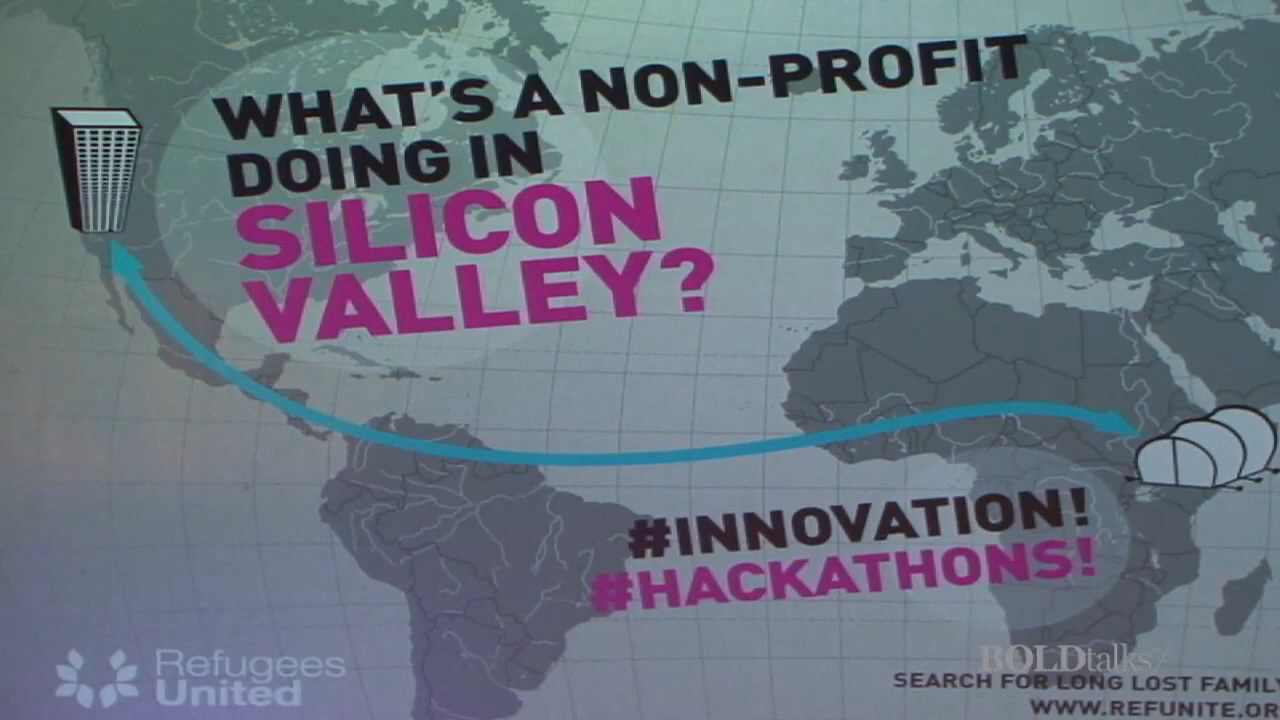 WHAT'S A NON-PROFIT
DOING IN
SILICON
VALLEY?
#INNOVATION!
#HACKATHONS!
Refugees
United
BOLDtalks
SEARCH FOR LONG LOST FAMILY
WWW.REFUNITE.OR